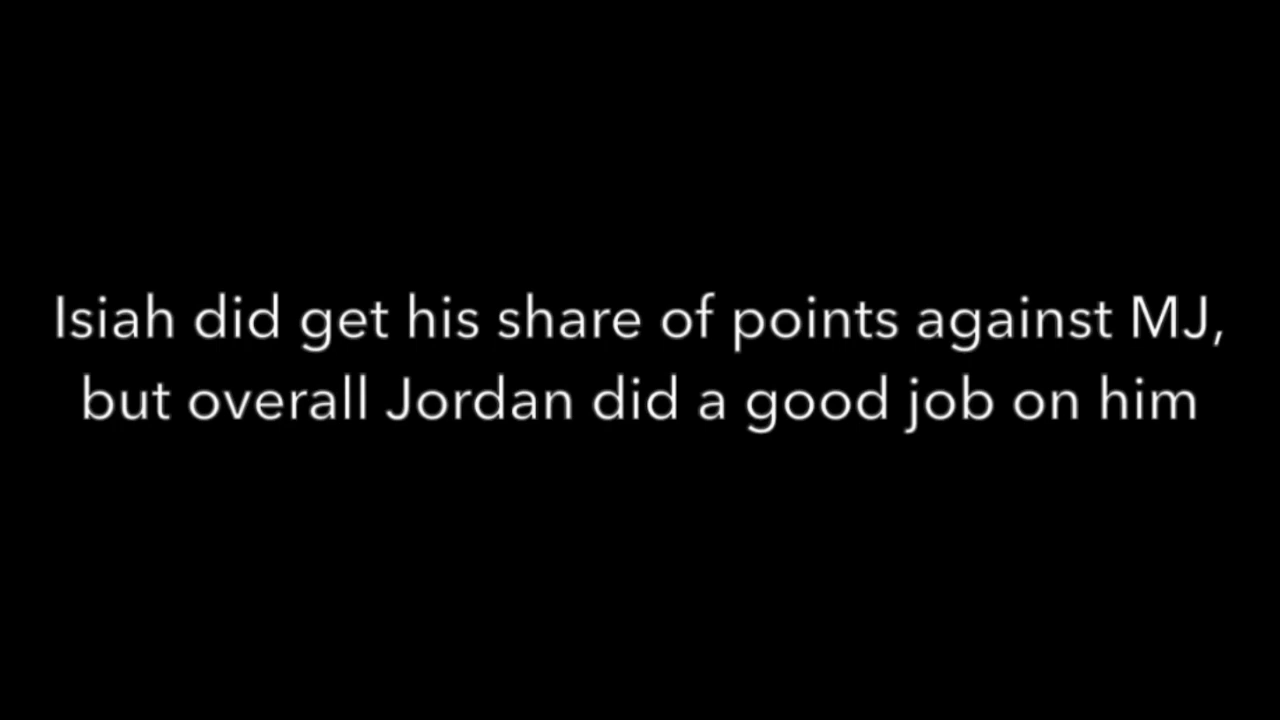 Isiah did get his share of points against MJ,
but overall Jordan did a good job on him